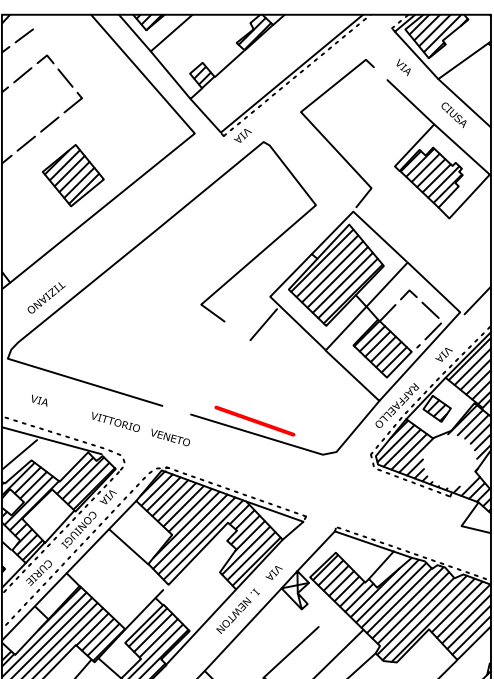 VIA
CIUSA
VIA
TIZIANO
VIA
RAFFAELLO
VIA
VITTORIO VENETO
VIA
CONIUGI
CURIE
VIA
I. NEWTON